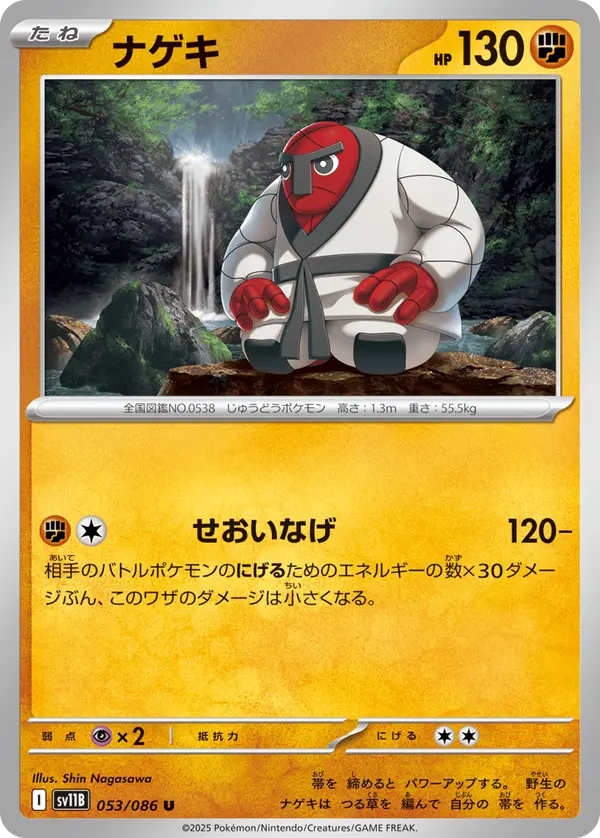 たね ナゲキ HP 130
全国図鑑NO.0538 じゅうどうポケモン 高さ:1.3m 重さ:55.5kg
せおいなげ 120−
相手のバトルポケモンのにげるためのエネルギーの数×30ダメー
ジぶん、このワザのダメージは小さくなる。
弱点 ×2 抵抗力 にげる
Illus. Shin Nagasawa
帯を 締めると パワーアップする。 野生の
ナゲキは つる草を 編んで 自分の 帯を 作る。
I sv11B 053/086 U
©2025 Pokémon/Nintendo/Creatures/GAME FREAK.